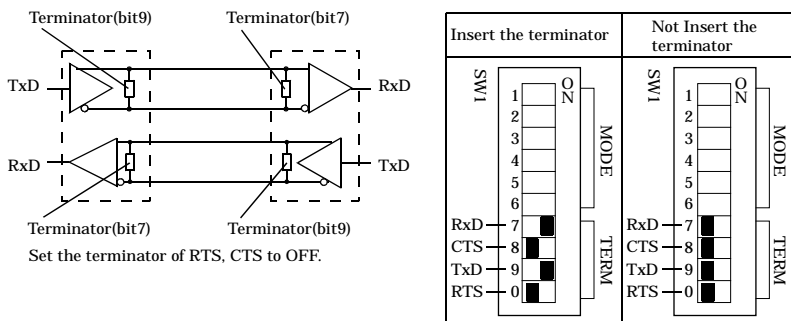 Terminator(bit9)
Terminator(bit7)
TxD
RxD
RxD
TxD
Terminator(bit7)
Terminator(bit9)
Set the terminator of RTS, CTS to OFF.
Insert the terminator
Not Insert the
terminator
SW1
ON
1
2
3
4
5
6
RxD 7
CTS 8
TxD 9
RTS 0
MODE
TERM
SW1
ON
1
2
3
4
5
6
RxD 7
CTS 8
TxD 9
RTS 0
MODE
TERM